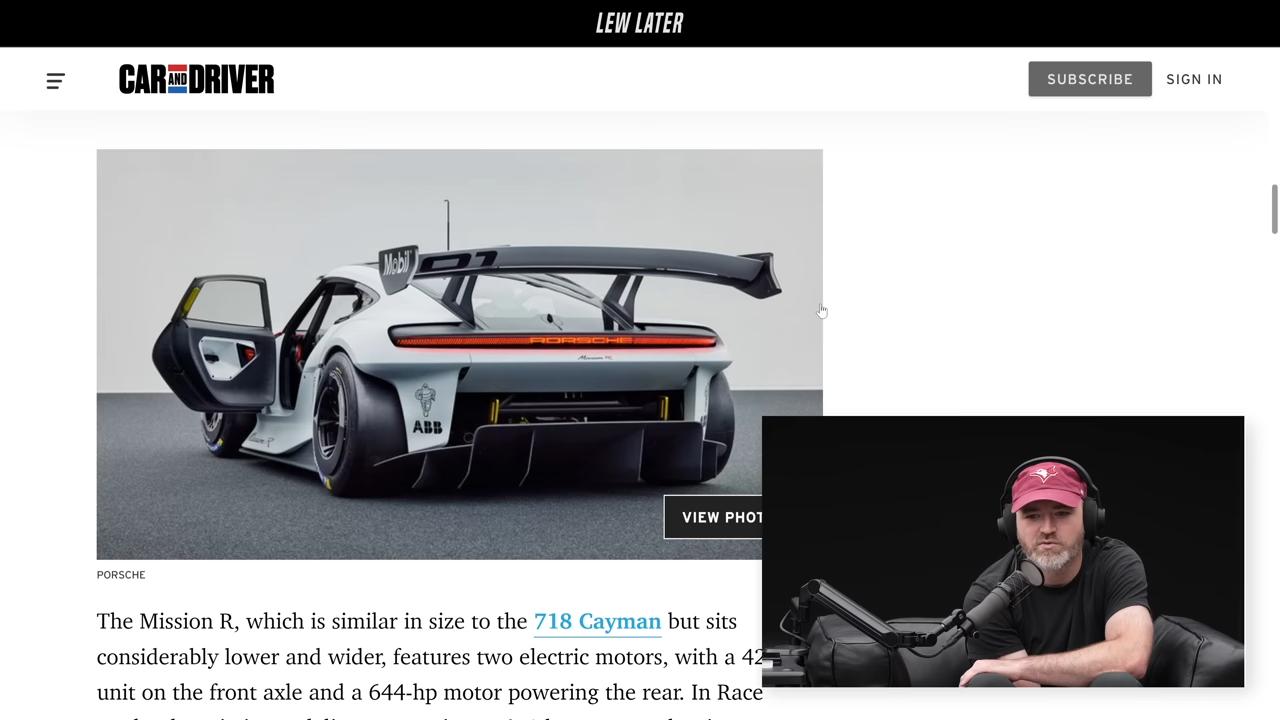 LEW LATER
CAR AND DRIVER
SUBSCRIBE
SIGN IN
Mobil
01
PORSCHE
Mission R
ABB
VIEW
PORSCHE
The Mission R, which is similar in size to the 718 Cayman but sits
considerably lower and wider, features two electric motors, with a
unit on the front axle and a 644-hp motor powering the rear. In Race